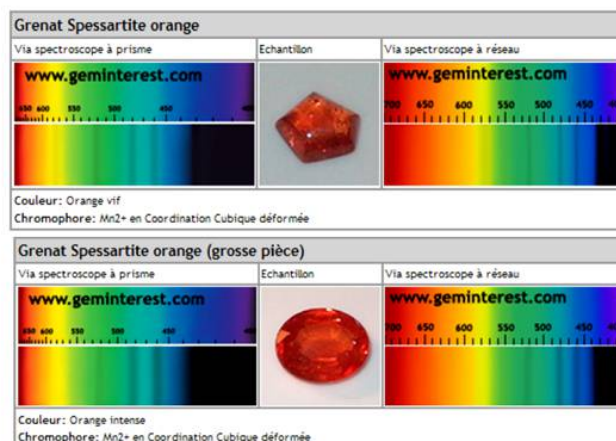 Grenat Spessartite orange
Via spectroscope à prisme Echantillon Via spectroscope à réseau
www.geminterest.com www.geminterest.com
650 600 550 500 450 700 650 600 550 500 450
Couleur: Orange vif
Chromophore: Mn2+ en Coordination Cubique déformée
Grenat Spessartite orange (grosse pièce)
Via spectroscope à prisme Echantillon Via spectroscope à réseau
www.geminterest.com www.geminterest.com
650 600 550 500 450 700 650 600 550 500 450
Couleur: Orange intense
Chromophore: Mn2+ en Coordination Cubique déformée